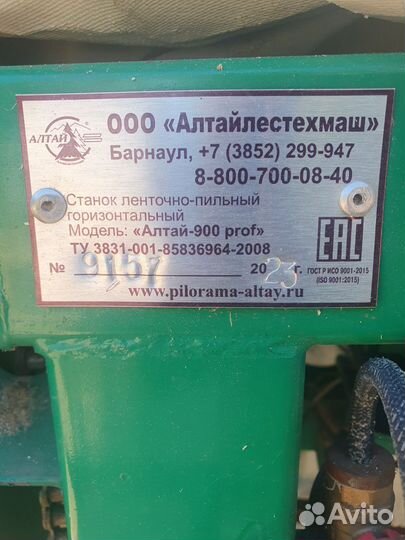 АЛТАЙ
ООО «Алтайлестехмаш»
Барнаул, +7 (3852) 299-947
8-800-700-08-40
Станок ленточно-пильный
горизонтальный
Модель: «Алтай-900 prof»
ТУ 3831-001-85836964-2008
№ 9157 2023 г.
EAC
ГОСТ Р ИСО 9001-2015
(ISO 9001:2015)
www.pilorama-altay.ru
Avito